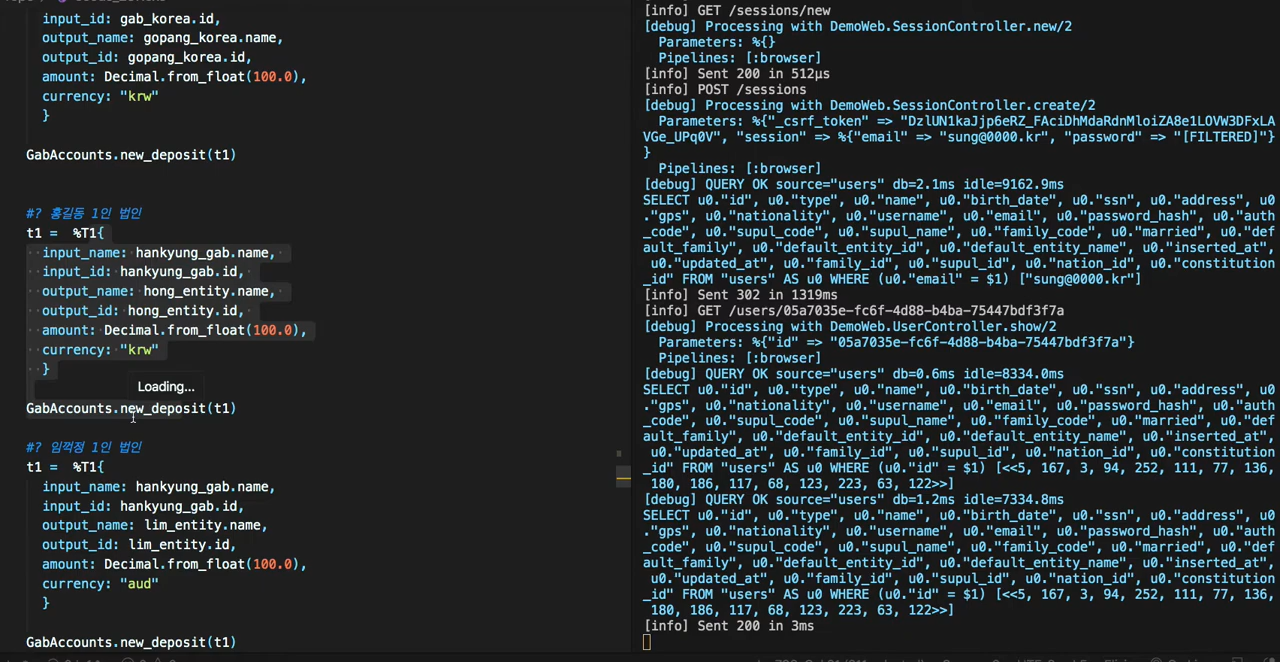 input_id: gab_korea.id,
output_name: gopang_korea.name,
output_id: gopang_korea.id,
amount: Decimal.from_float(100.0),
currency: "krw"
}
GabAccounts.new_deposit(t1)
#? 홍길동 1인 법인
t1 =  %T1{
input_name: hankyung_gab.name,
input_id: hankyung_gab.id,
output_name: hong_entity.name,
output_id: hong_entity.id,
amount: Decimal.from_float(100.0),
currency: "krw"
}
Loading...
GabAccounts.new_deposit(t1)
#? 임꺽정 1인 법인
t1 =  %T1{
input_name: hankyung_gab.name,
input_id: hankyung_gab.id,
output_name: lim_entity.name,
output_id: lim_entity.id,
amount: Decimal.from_float(100.0),
currency: "aud"
}
GabAccounts.new_deposit(t1)
[info] GET /sessions/new
[debug] Processing with DemoWeb.SessionController.new/2
Parameters: %{}
Pipelines: [:browser]
[info] Sent 200 in 512µs
[info] POST /sessions
[debug] Processing with DemoWeb.SessionController.create/2
Parameters: %{"_csrf_token" => "DzlUN1kaJjp6eRZ_FAciDhMdaRdnMloiZA8e1LOVW3DFxLA
VGe_UPq0V", "session" => %{"email" => "sung@0000.kr", "password" => "[FILTERED]"}
}
Pipelines: [:browser]
[debug] QUERY OK source="users" db=2.1ms idle=9162.9ms
SELECT u0."id", u0."type", u0."name", u0."birth_date", u0."ssn", u0."address", u0
."gps", u0."nationality", u0."username", u0."email", u0."password_hash", u0."auth
_code", u0."supul_code", u0."supul_name", u0."family_code", u0."married", u0."def
ault_family", u0."default_entity_id", u0."default_entity_name", u0."inserted_at",
u0."updated_at", u0."family_id", u0."supul_id", u0."nation_id", u0."constitution
_id" FROM "users" AS u0 WHERE (u0."email" = $1) ["sung@0000.kr"]
[info] Sent 302 in 1319ms
[info] GET /users/05a7035e-fc6f-4d88-b4ba-75447bdf3f7a
[debug] Processing with DemoWeb.UserController.show/2
Parameters: %{"id" => "05a7035e-fc6f-4d88-b4ba-75447bdf3f7a"}
Pipelines: [:browser]
[debug] QUERY OK source="users" db=0.6ms idle=8334.0ms
SELECT u0."id", u0."type", u0."name", u0."birth_date", u0."ssn", u0."address", u0
."gps", u0."nationality", u0."username", u0."email", u0."password_hash", u0."auth
_code", u0."supul_code", u0."supul_name", u0."family_code", u0."married", u0."def
ault_family", u0."default_entity_id", u0."default_entity_name", u0."inserted_at",
u0."updated_at", u0."family_id", u0."supul_id", u0."nation_id", u0."constitution
_id" FROM "users" AS u0 WHERE (u0."id" = $1) [<<5, 167, 3, 94, 252, 111, 77, 136,
180, 186, 117, 68, 123, 223, 63, 122>>]
[debug] QUERY OK source="users" db=1.2ms idle=7334.8ms
SELECT u0."id", u0."type", u0."name", u0."birth_date", u0."ssn", u0."address", u0
."gps", u0."nationality", u0."username", u0."email", u0."password_hash", u0."auth
_code", u0."supul_code", u0."supul_name", u0."family_code", u0."married", u0."def
ault_family", u0."default_entity_id", u0."default_entity_name", u0."inserted_at",
u0."updated_at", u0."family_id", u0."supul_id", u0."nation_id", u0."constitution
_id" FROM "users" AS u0 WHERE (u0."id" = $1) [<<5, 167, 3, 94, 252, 111, 77, 136,
180, 186, 117, 68, 123, 223, 63, 122>>]
[info] Sent 200 in 3ms